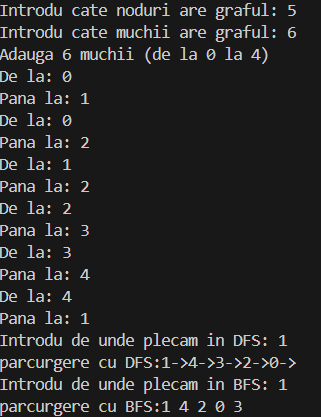 Introdu cate noduri are graful: 5
Introdu cate muchii are graful: 6
Adauga 6 muchii (de la 0 la 4)
De la: 0
Pana la: 1
De la: 0
Pana la: 2
De la: 1
Pana la: 2
De la: 2
Pana la: 3
De la: 3
Pana la: 4
De la: 4
Pana la: 1
Introdu de unde plecam in DFS: 1
parcurgere cu DFS:1->4->3->2->0->
Introdu de unde plecam in BFS: 1
parcurgere cu BFS:1 4 2 0 3